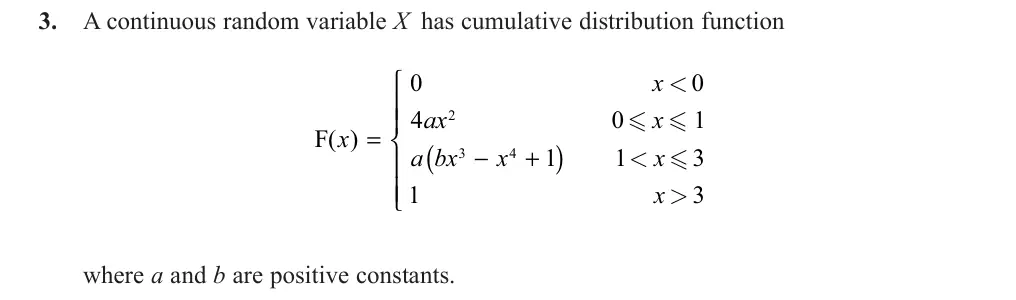 3. A continuous random variable X has cumulative distribution function
F(x) = { 0 x < 0
4ax² 0 ⩽ x ⩽ 1
a(bx³ − x⁴ + 1) 1 < x ⩽ 3
1 x > 3
where a and b are positive constants.